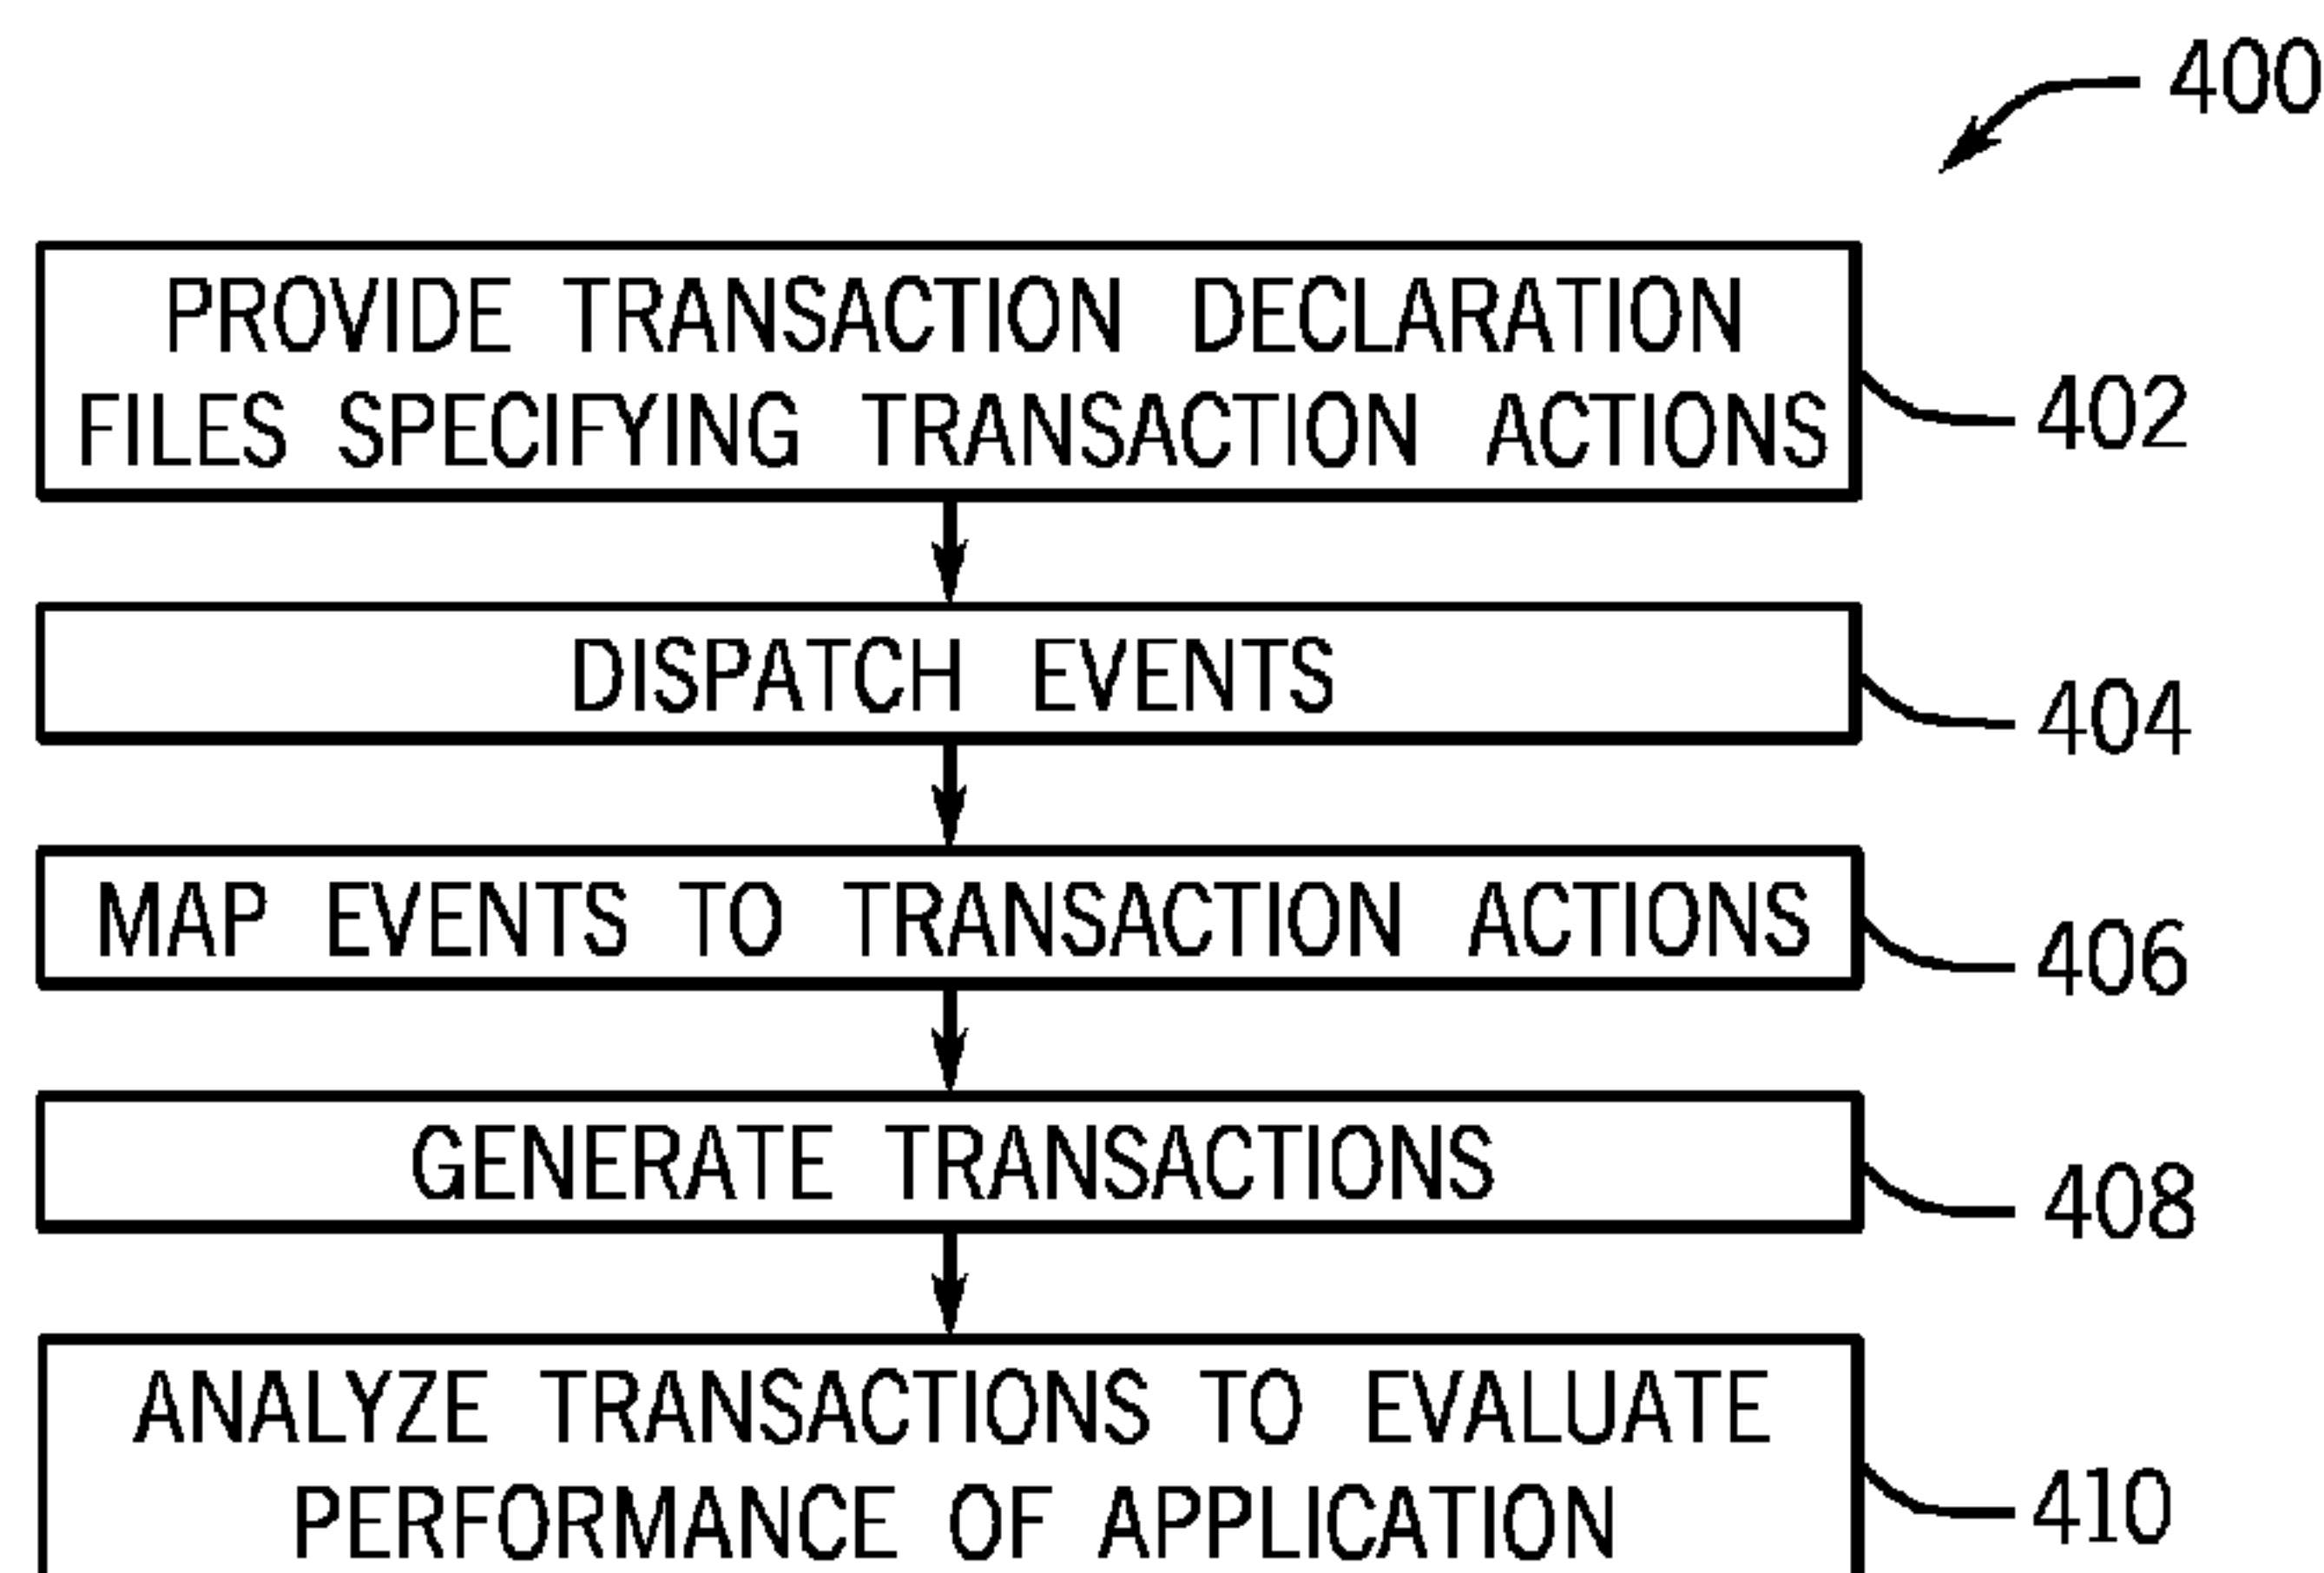 400
PROVIDE TRANSACTION DECLARATION
FILES SPECIFYING TRANSACTION ACTIONS
402
DISPATCH EVENTS
404
MAP EVENTS TO TRANSACTION ACTIONS
406
GENERATE TRANSACTIONS
408
ANALYZE TRANSACTIONS TO EVALUATE
PERFORMANCE OF APPLICATION
410